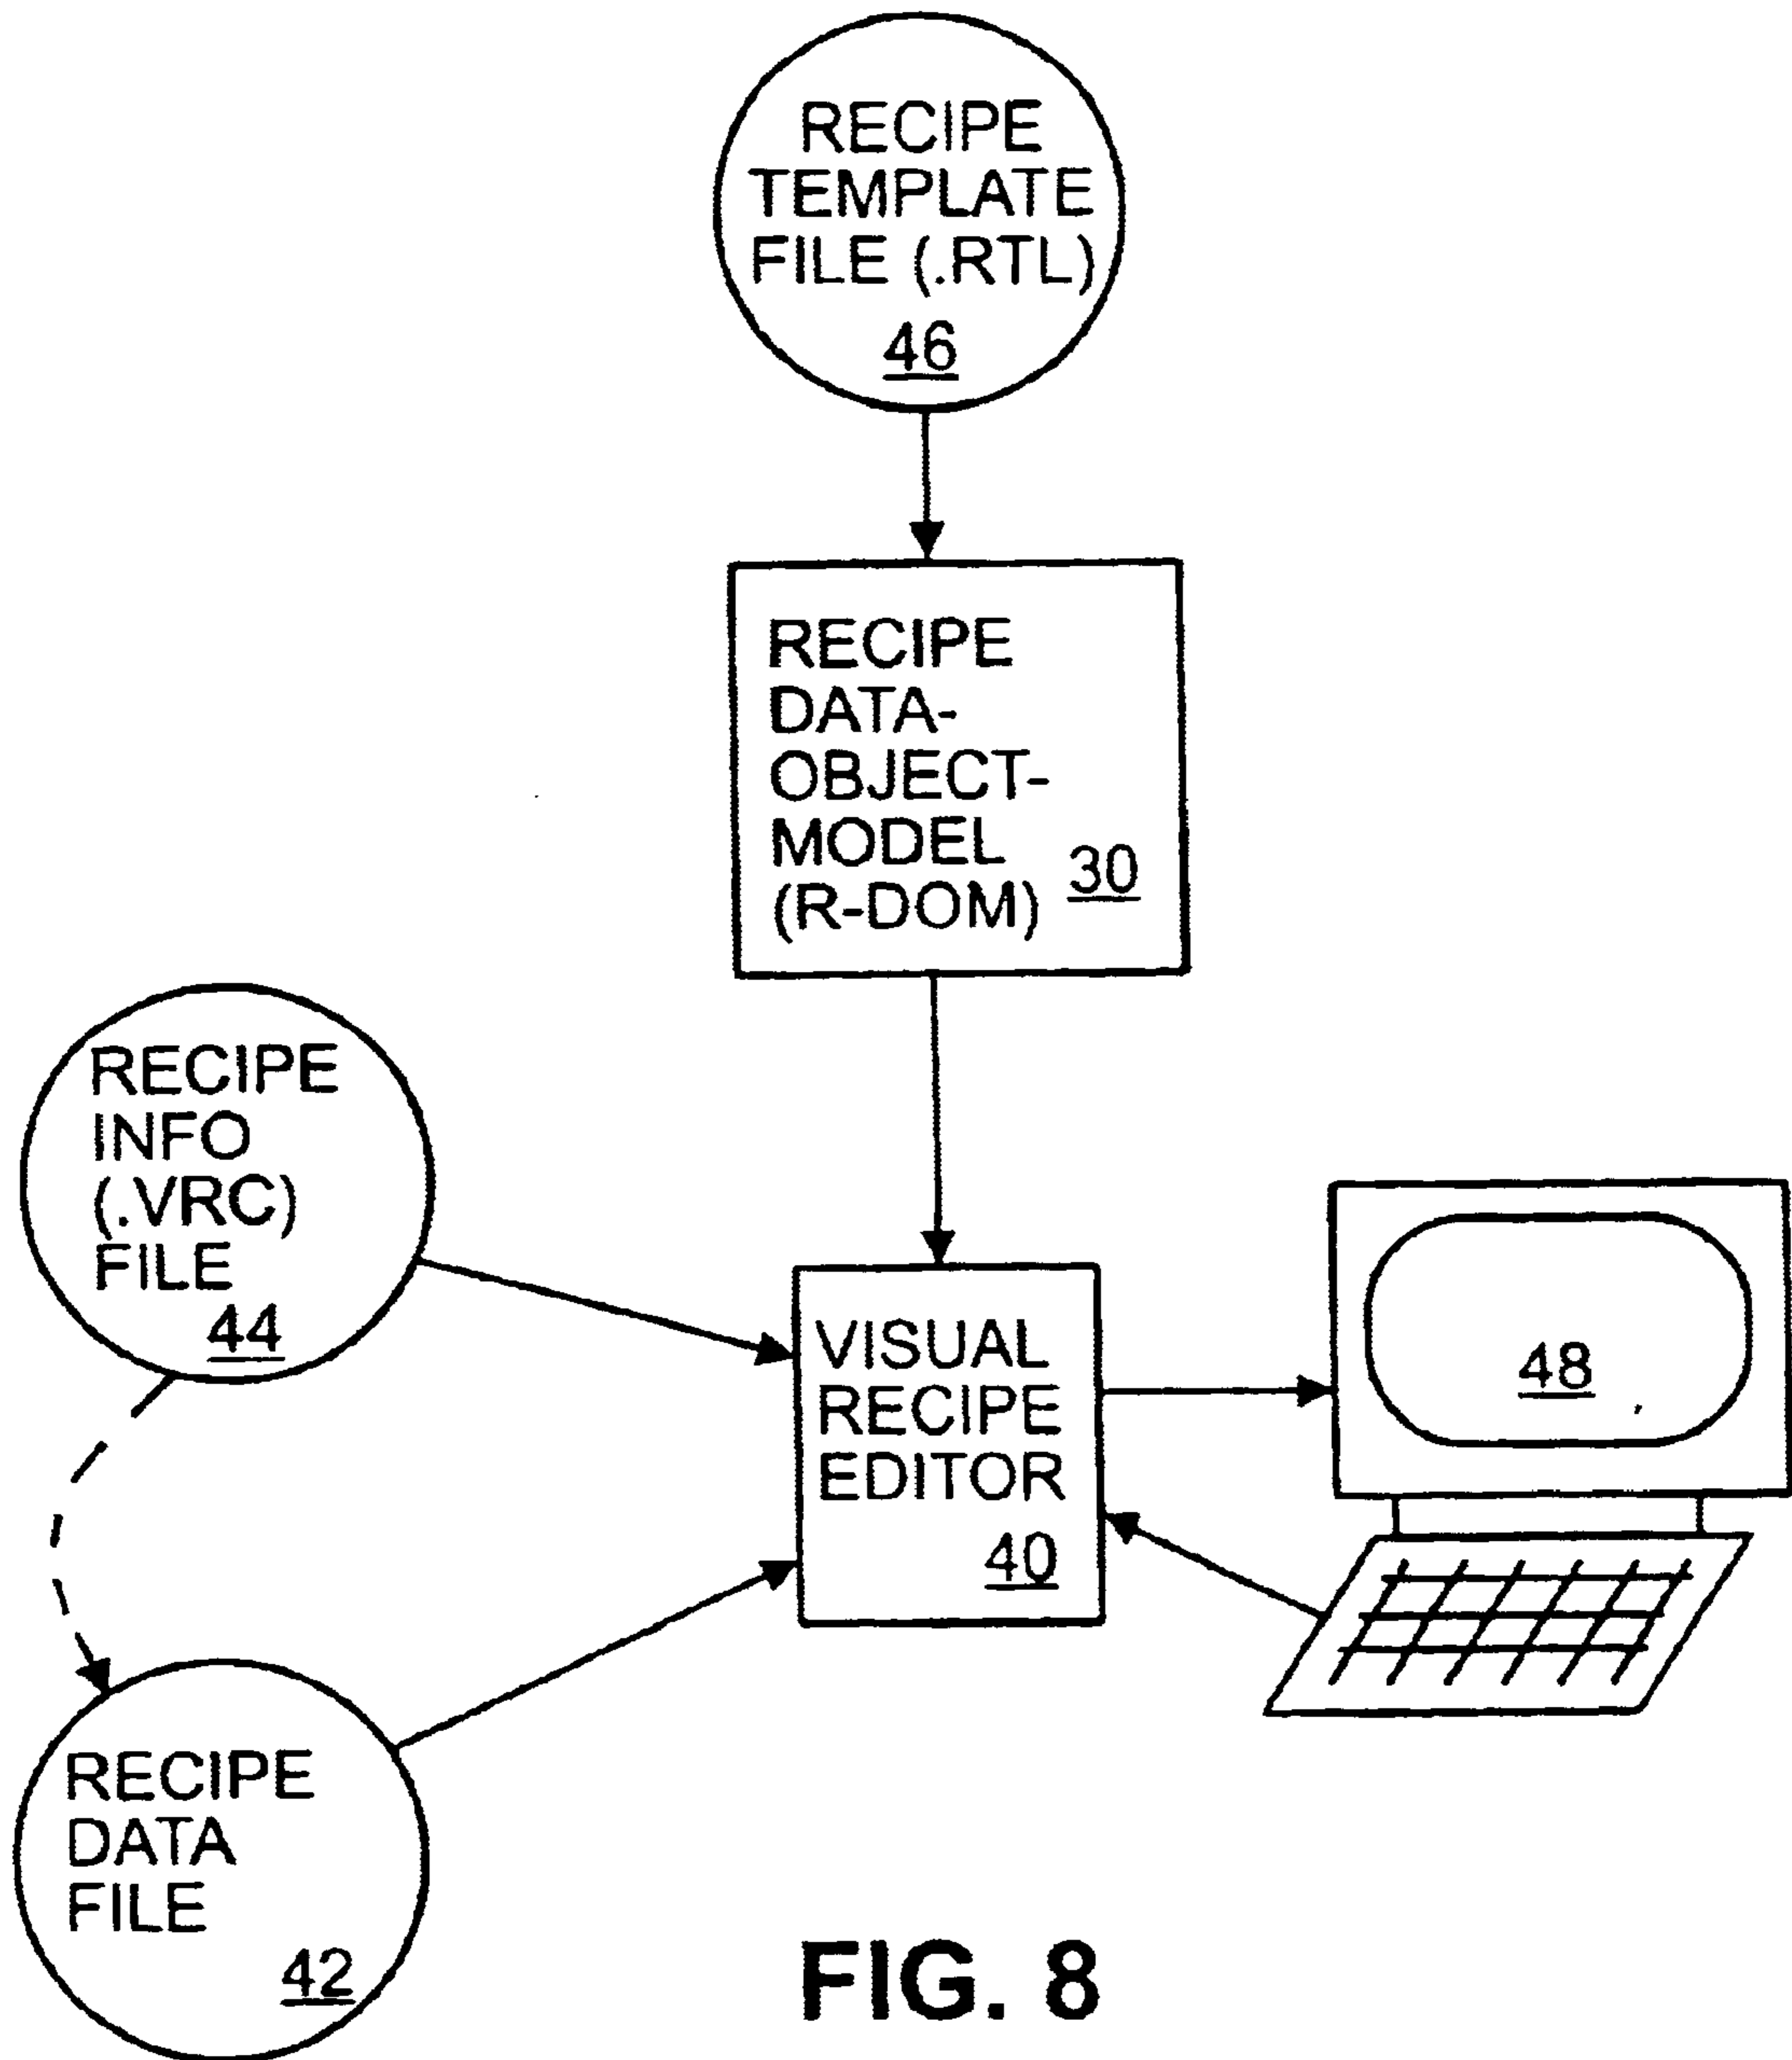 RECIPE
TEMPLATE
FILE (.RTL)
46
RECIPE
DATA-
OBJECT-
MODEL
(R-DOM) 30
RECIPE
INFO
(.VRC)
FILE
44
VISUAL
RECIPE
EDITOR
40
48
RECIPE
DATA
FILE
42
FIG. 8